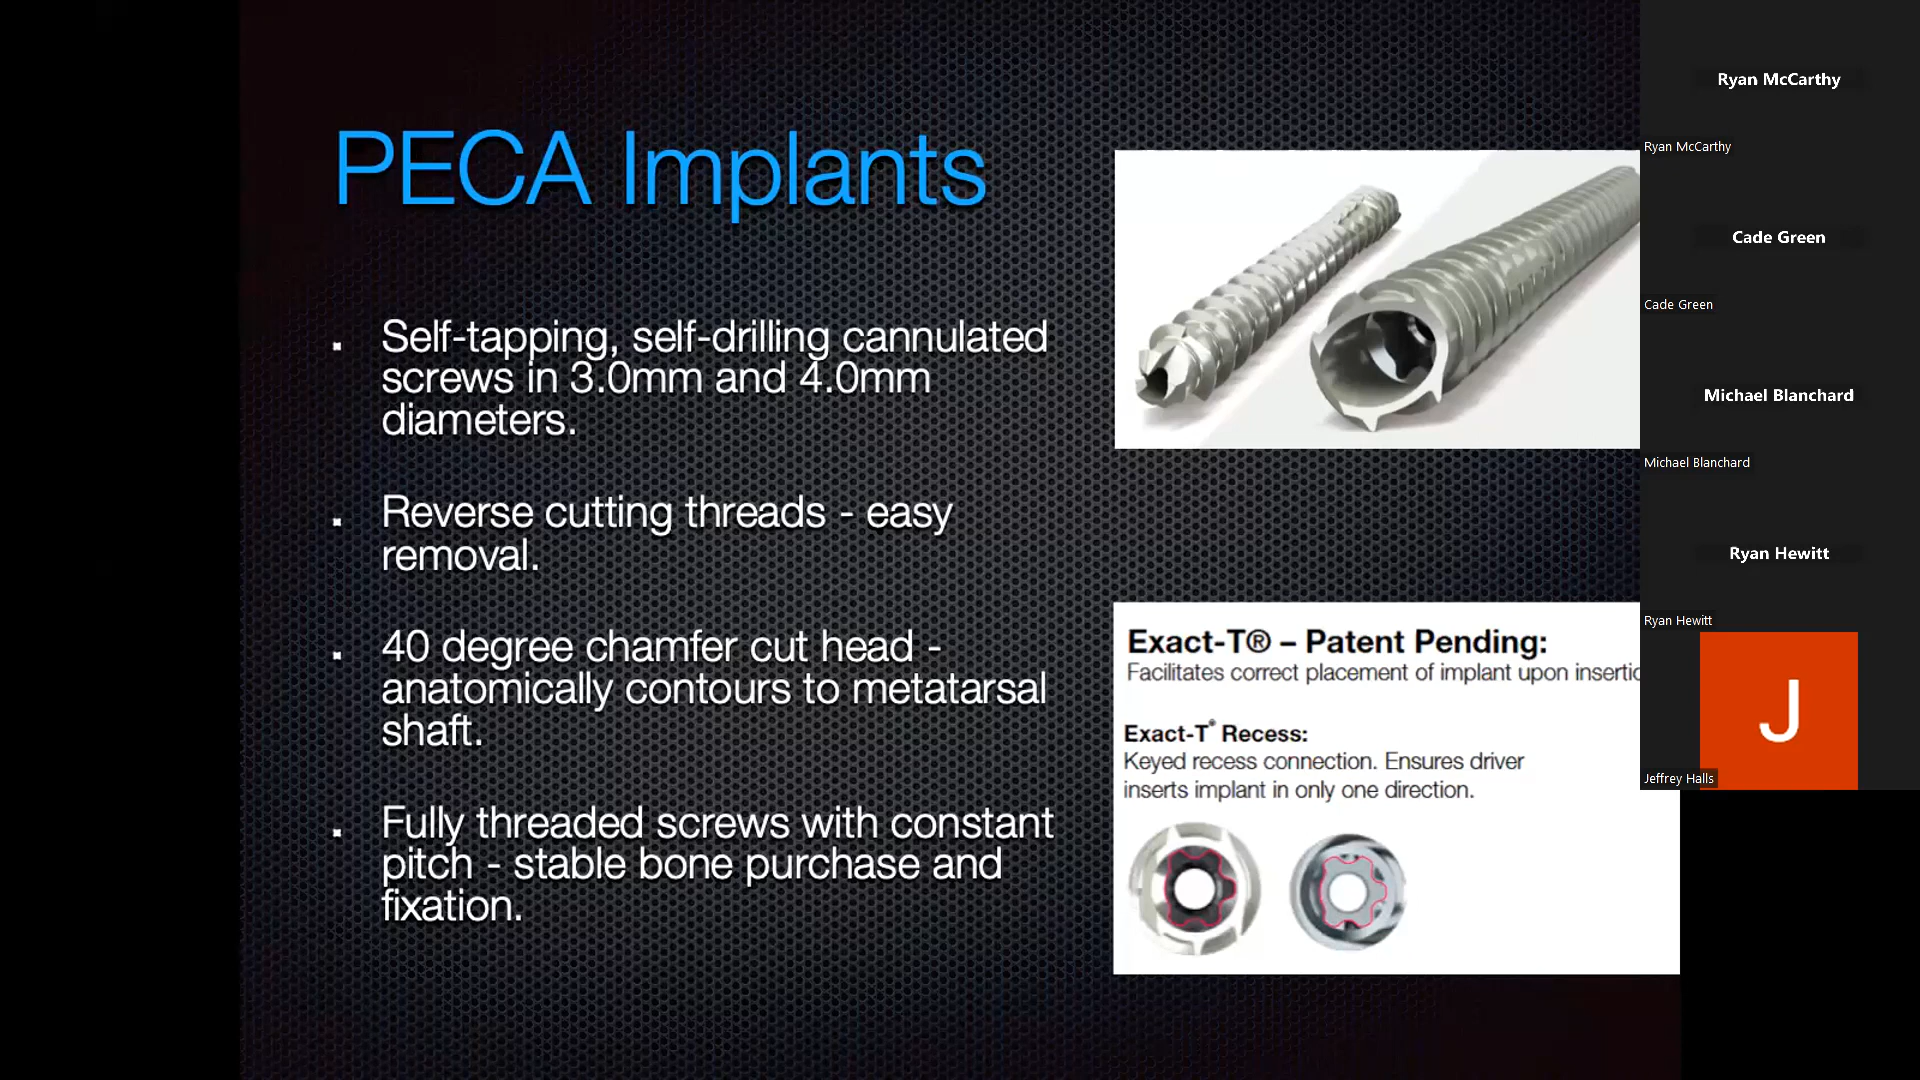 PECA Implants
Self-tapping, self-drilling cannulated
screws in 3.0mm and 4.0mm
diameters.
Reverse cutting threads - easy
removal.
40 degree chamfer cut head -
anatomically contours to metatarsal
shaft.
Fully threaded screws with constant
pitch - stable bone purchase and
fixation.
Exact-T® – Patent Pending:
Facilitates correct placement of implant upon
Exact-T® Recess:
Keyed recess connection. Ensures driver
inserts implant in only one direction.
Ryan McCarthy
Ryan McCarthy
Cade Green
Cade Green
Michael Blanchard
Michael Blanchard
Ryan Hewitt
Ryan Hewitt
J
Jeffrey Halls